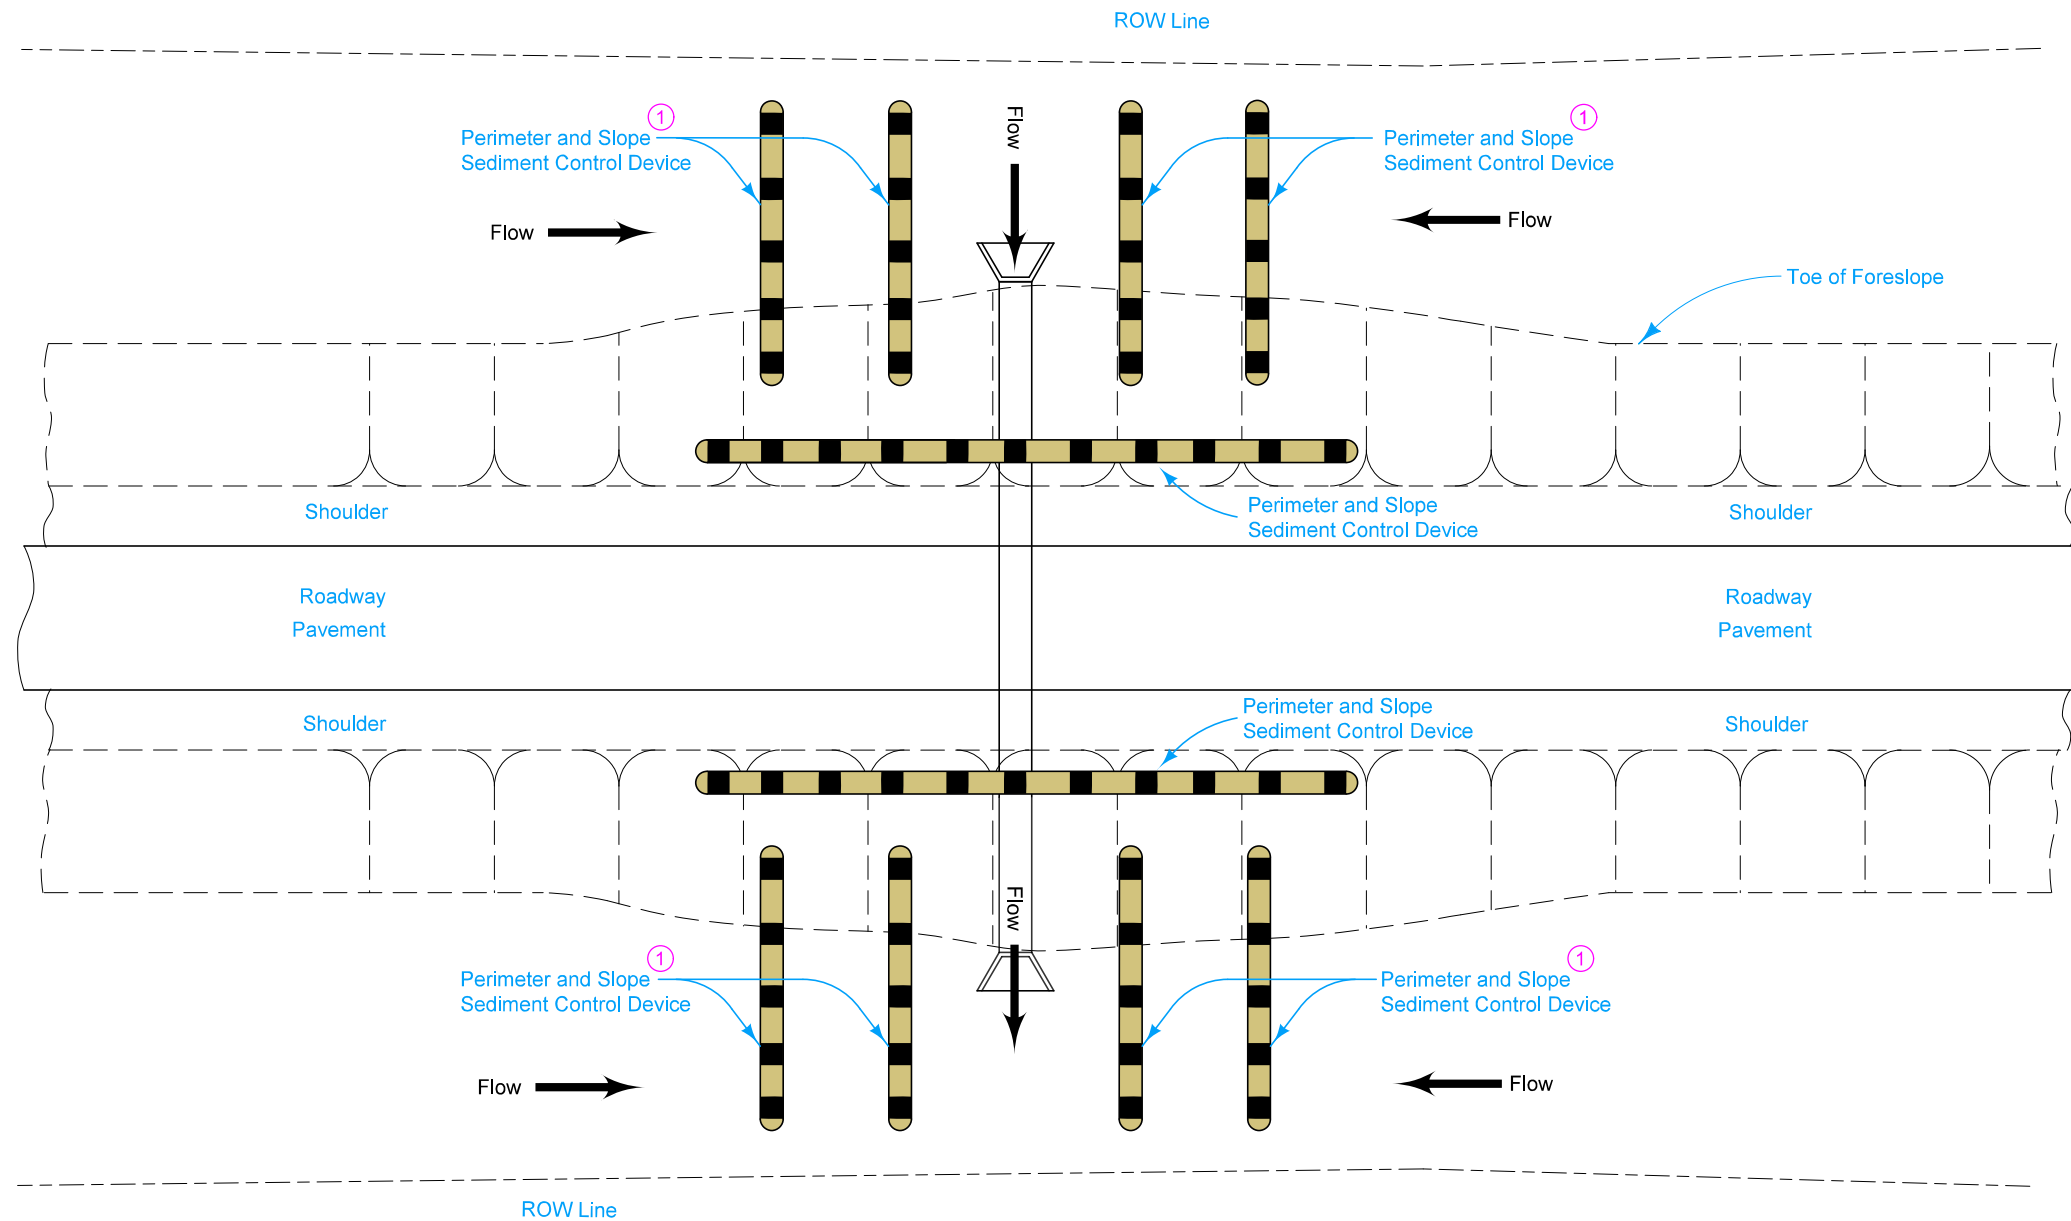 ROW Line
1
Perimeter and Slope
Sediment Control Device
Flow
1
Perimeter and Slope
Sediment Control Device
Flow
Flow
Toe of Foreslope
Shoulder
Perimeter and Slope
Sediment Control Device
Shoulder
Roadway
Pavement
Roadway
Pavement
Shoulder
Perimeter and Slope
Sediment Control Device
Shoulder
Flow
1
Perimeter and Slope
Sediment Control Device
1
Perimeter and Slope
Sediment Control Device
Flow
Flow
ROW Line